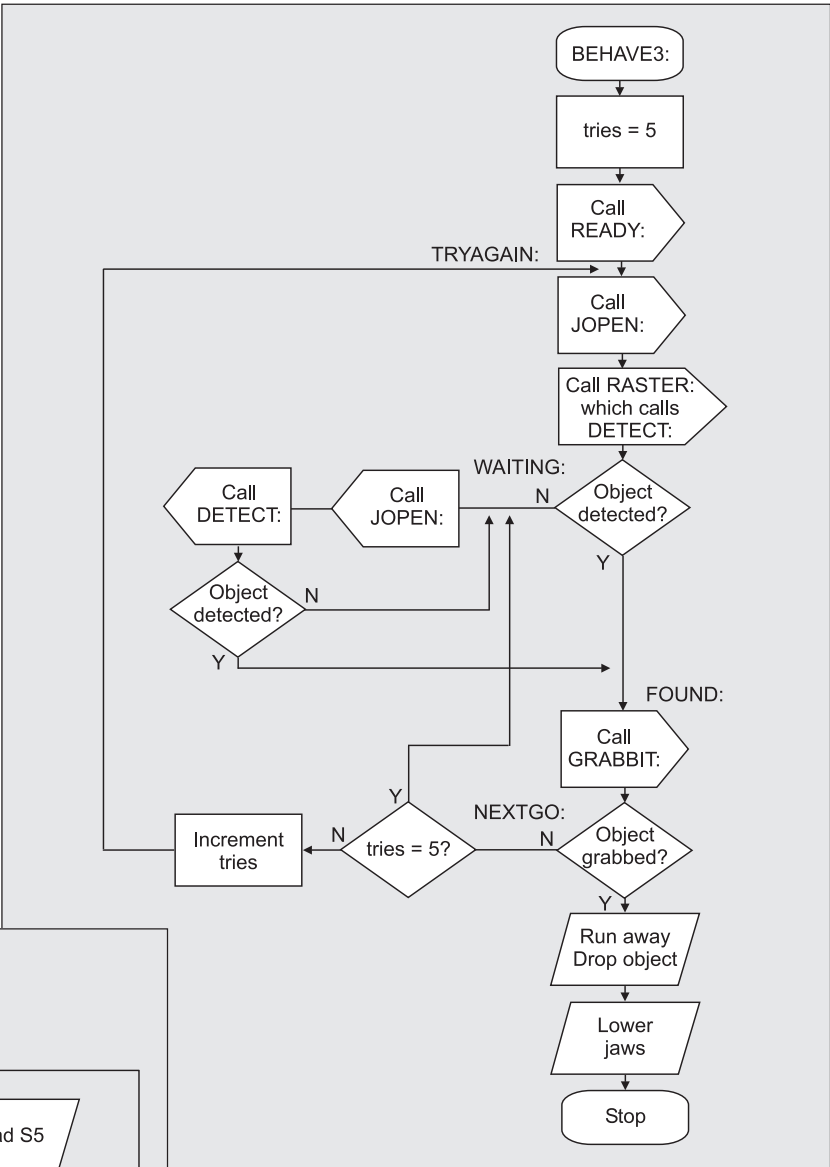 BEHAVE3:
tries = 5
Call
READY:
TRYAGAIN:
Call
JOPEN:
Call RASTER:
which calls
DETECT:
WAITING:
Object
detected?
N
Y
Call
JOPEN:
Call
DETECT:
Object
detected?
N
Y
FOUND:
Call
GRABBIT:
NEXTGO:
Object
grabbed?
N
Y
tries = 5?
Y
N
Increment
tries
Run away
Drop object
Lower
jaws
Stop
S5